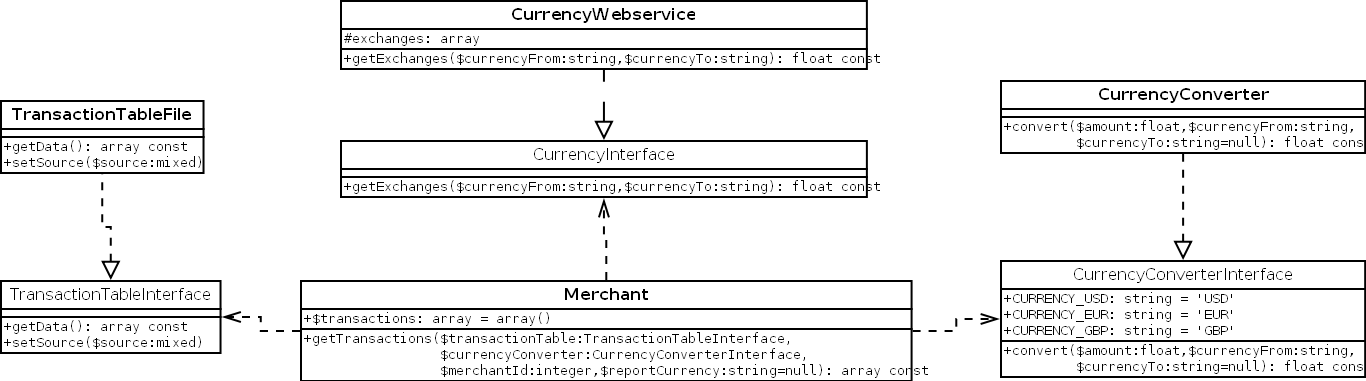 CurrencyWebservice
#exchanges: array
+getExchanges($currencyFrom:string,$currencyTo:string): float const
TransactionTableFile
+getData(): array const
+setSource($source:mixed)
CurrencyConverter
+convert($amount:float,$currencyFrom:string,
$currencyTo:string=null): float cons
CurrencyInterface
+getExchanges($currencyFrom:string,$currencyTo:string): float const
TransactionTableInterface
+getData(): array const
+setSource($source:mixed)
Merchant
+$transactions: array = array()
+getTransactions($transactionTable:TransactionTableInterface,
$currencyConverter:CurrencyConverterInterface,
$merchantId:integer,$reportCurrency:string=null): array const
CurrencyConverterInterface
+CURRENCY_USD: string = 'USD'
+CURRENCY_EUR: string = 'EUR'
+CURRENCY_GBP: string = 'GBP'
+convert($amount:float,$currencyFrom:string,
$currencyTo:string=null): float cons